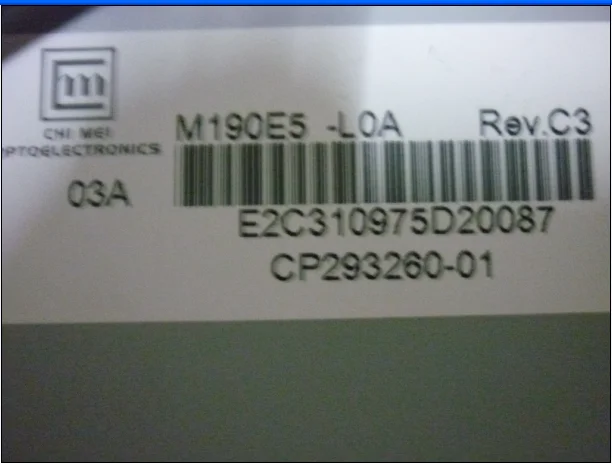 CHI MEI
OPTOELECTRONICS
M190E5 -L0A Rev.C3
03A
E2C310975D20087
CP293260-01